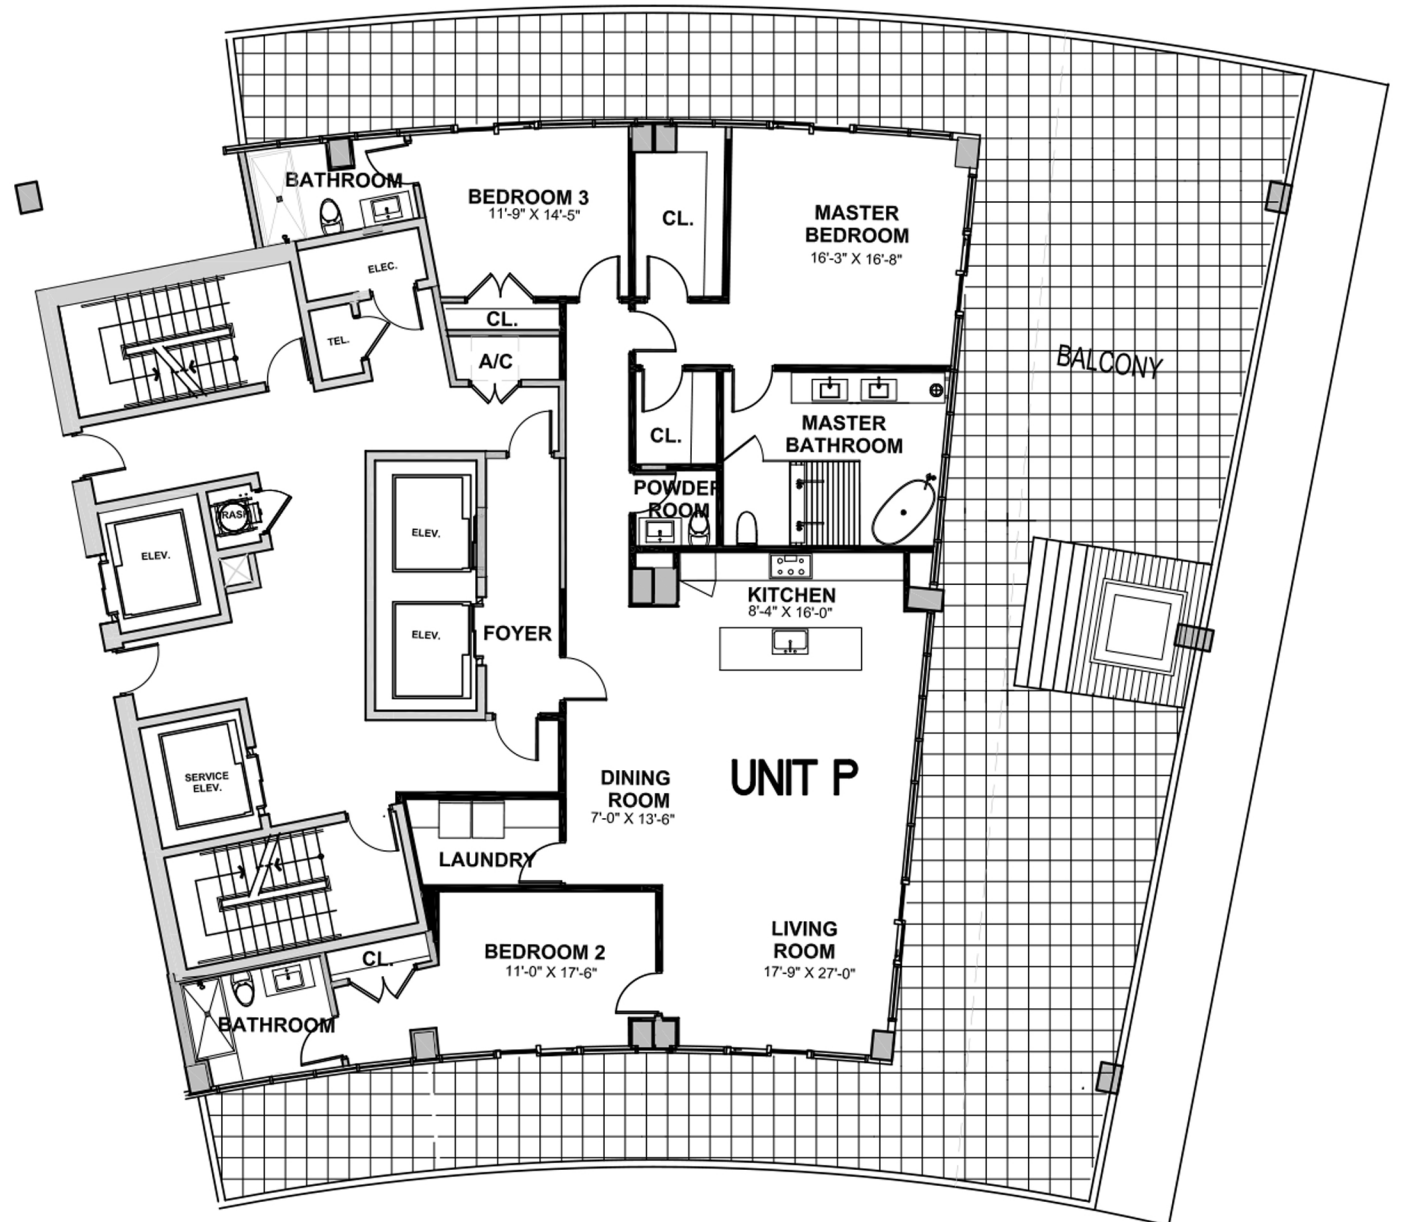 BATHROOM
BEDROOM 3
11'-9" X 14'-5"
CL.
MASTER
BEDROOM
16'-3" X 16'-8"
ELEC.
CL.
TEL.
A/C
BALCONY
MASTER
BATHROOM
CL.
POWDER
ROOM
TRASH
ELEV.
ELEV.
KITCHEN
8'-4" X 16'-0"
ELEV.
FOYER
SERVICE
ELEV.
DINING
ROOM
7'-0" X 13'-6"
UNIT P
LAUNDRY
LIVING
ROOM
17'-9" X 27'-0"
CL.
BEDROOM 2
11'-0" X 17'-6"
BATHROOM